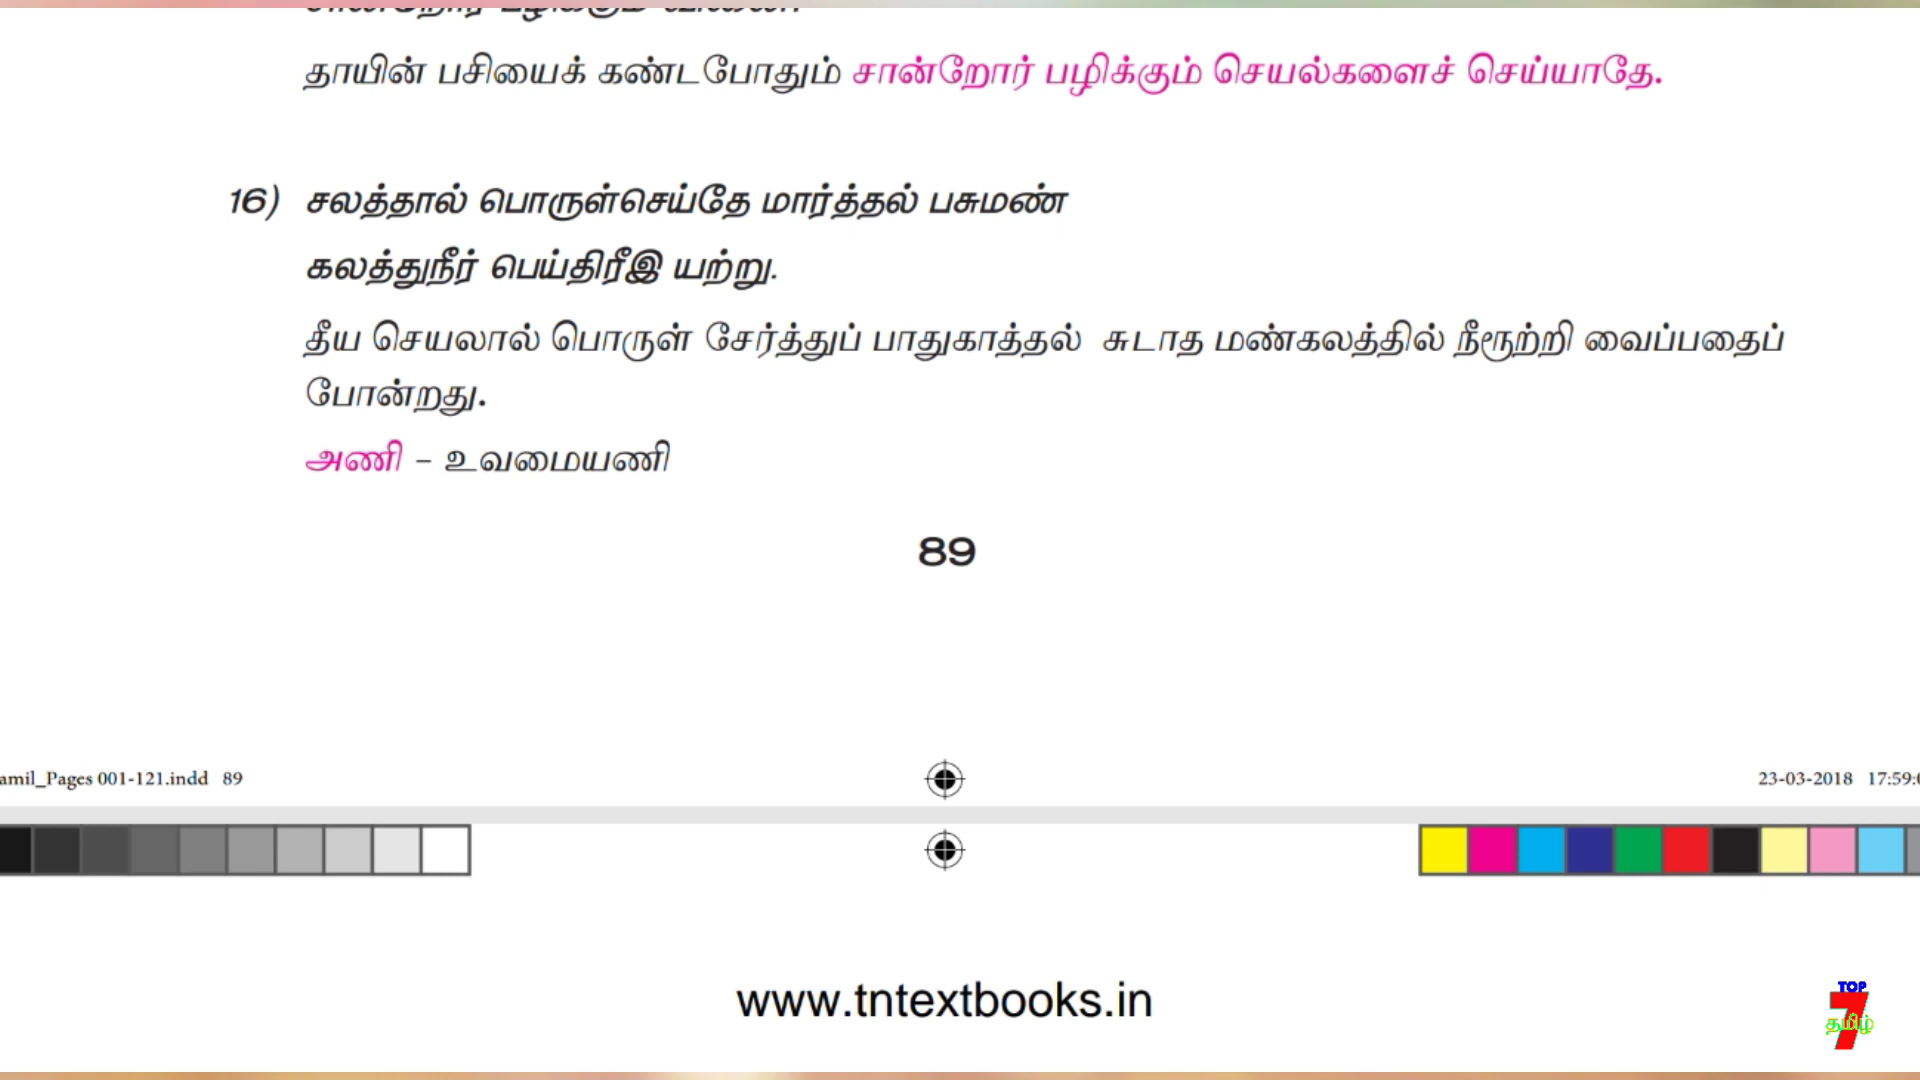 தாயின் பசியைக் கண்டபோதும் சான்றோர் பழிக்கும் செயல்களைச் செய்யாதே.
16) சலத்தால் பொருள்செய்தே மார்த்தல் பசுமண்
கலத்துநீர் பெய்திரீஇ யற்று.
தீய செயலால் பொருள் சேர்த்துப் பாதுகாத்தல் சுடாத மண்கலத்தில் நீரூற்றி வைப்பதைப்
போன்றது.
அணி – உவமையணி
89
amil_Pages 001-121.indd 89
23-03-2018 17:59:0
www.tntextbooks.in
TOP
7
தமிழ்